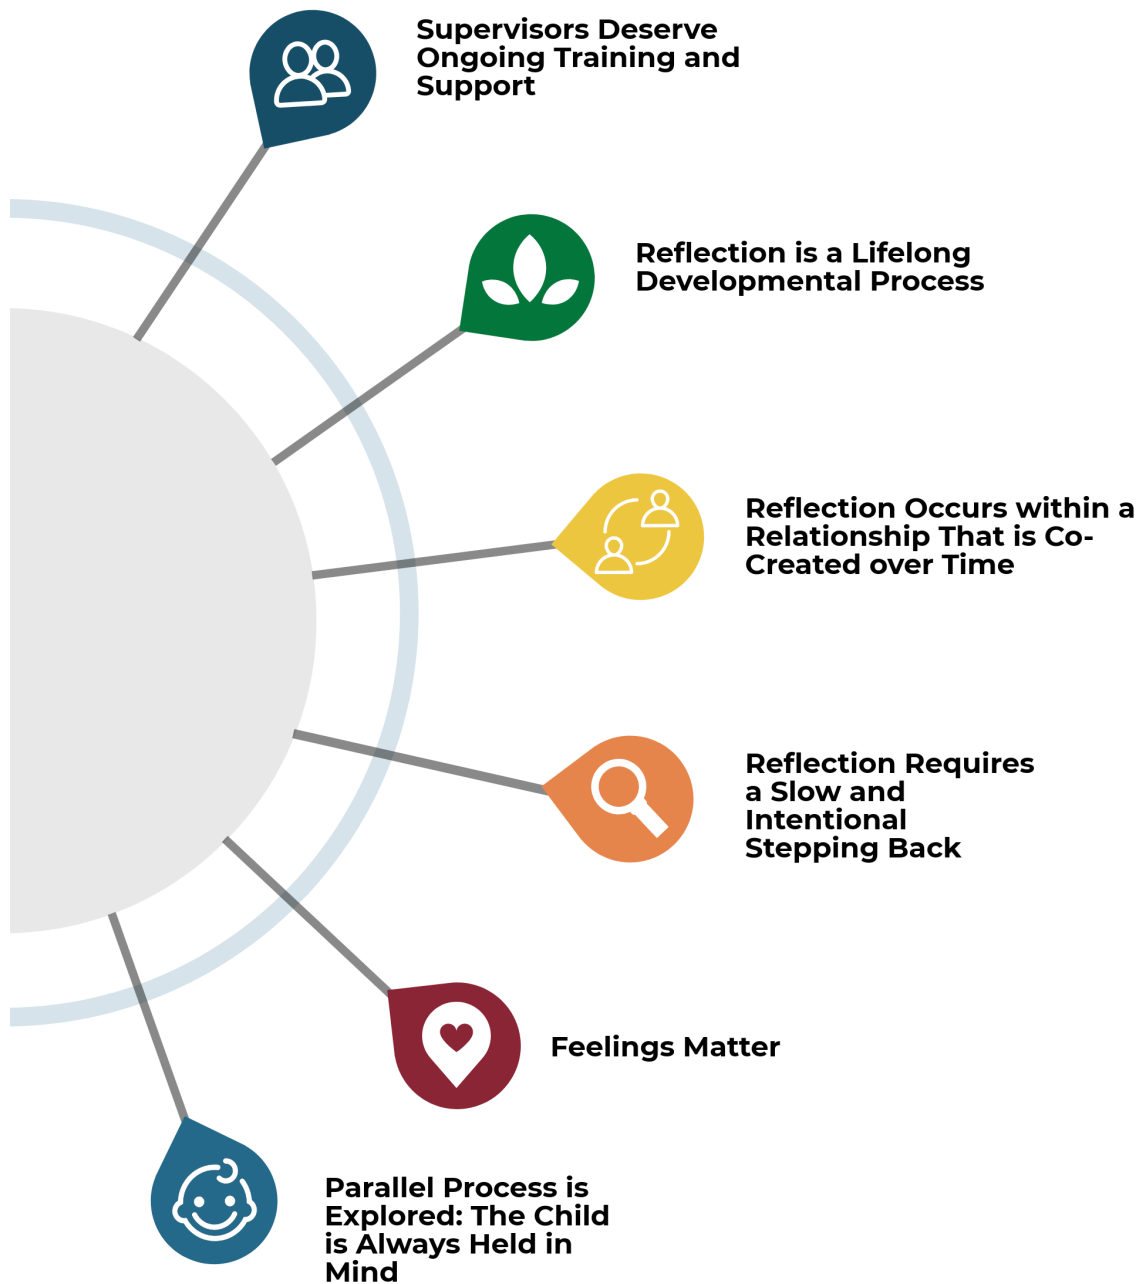 Supervisors Deserve
Ongoing Training and
Support
Reflection is a Lifelong
Developmental Process
Reflection Occurs within a
Relationship That is Co-
Created over Time
Reflection Requires
a Slow and
Intentional
Stepping Back
Feelings Matter
Parallel Process is
Explored: The Child
is Always Held in
Mind